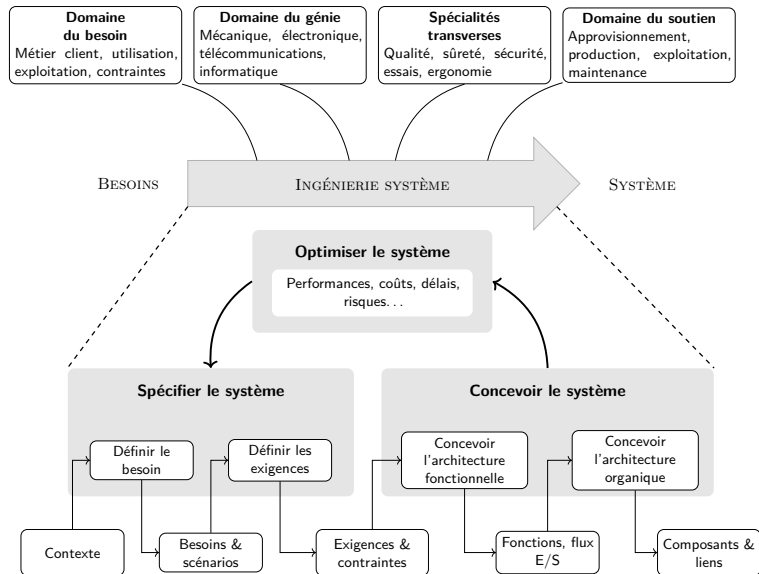 Domaine
du besoin
Métier client, utilisation,
exploitation, contraintes
Domaine du génie
Mécanique, électronique,
télécommunications,
informatique
Spécialités
transverses
Qualité, sûreté, sécurité,
essais, ergonomie
Domaine du soutien
Approvisionnement,
production, exploitation,
maintenance
Besoins
Ingénierie système
Système
Optimiser le système
Performances, coûts, délais,
risques...
Spécifier le système
Concevoir le système
Définir le
besoin
Définir les
exigences
Concevoir
l'architecture
fonctionnelle
Concevoir
l'architecture
organique
Contexte
Besoins &
scénarios
Exigences &
contraintes
Fonctions, flux
E/S
Composants &
liens